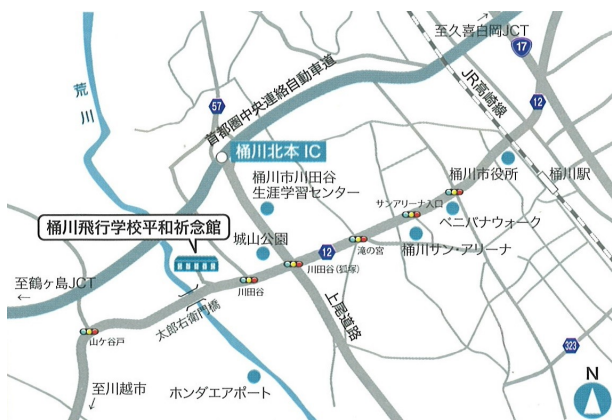 至久喜白岡JCT
17
荒川
57
首都圏中央連絡自動車道
JR高崎線
12
桶川北本 IC
桶川市川田谷
生涯学習センター
桶川市役所
桶川駅
サンアリーナ入口
ベニバナウォーク
桶川飛行学校平和祈念館
城山公園
12
滝の宮
桶川サン・アリーナ
川田谷(狐塚)
至鶴ヶ島JCT
←
川田谷
太郎右衛門橋
上尾道路
山ケ谷戸
323
至川越市
ホンダエアポート
N